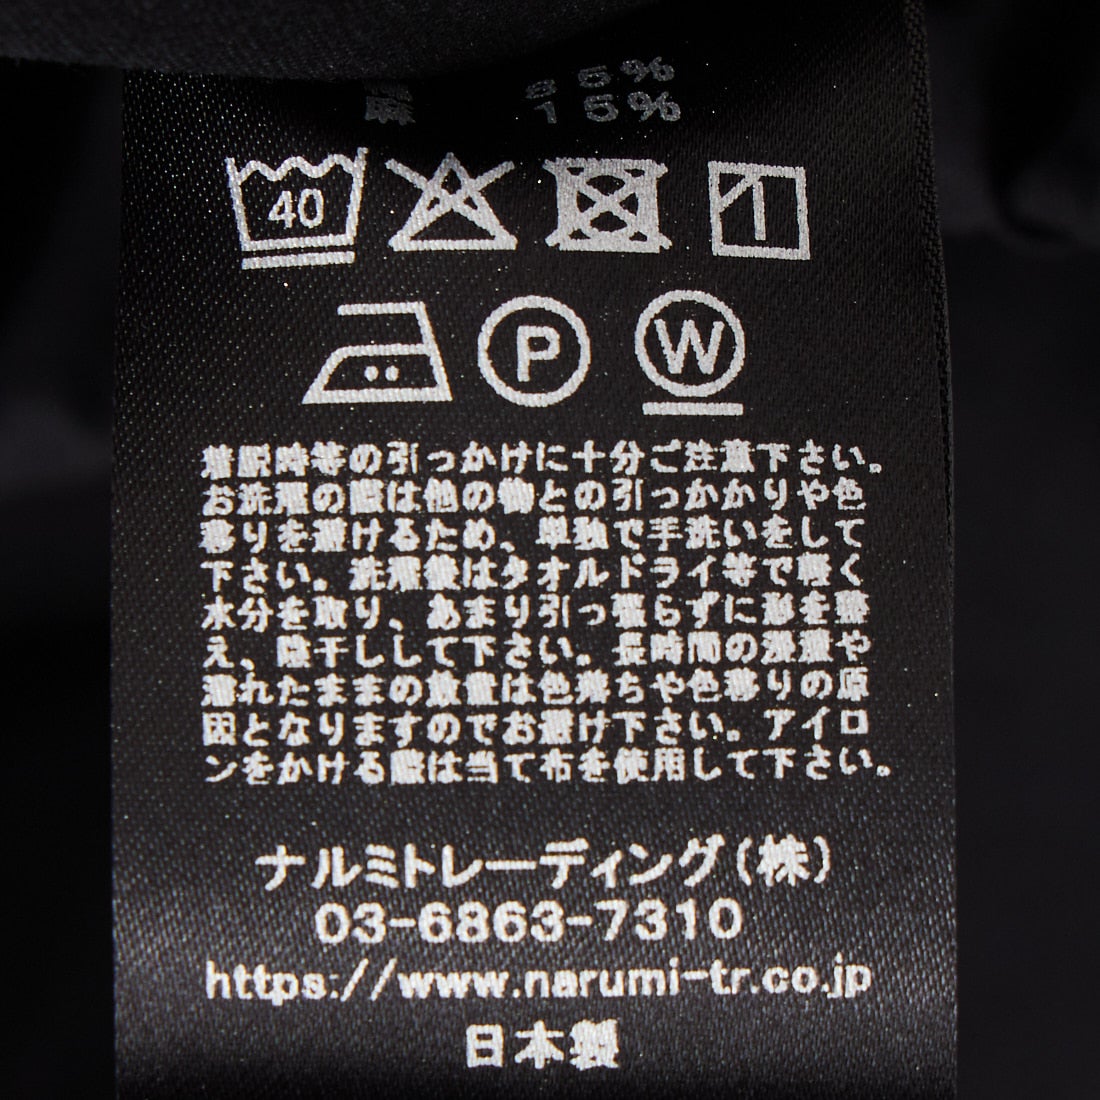 85%
麻 15%
40
P
W
着脱時等の引っかけに十分ご注意下さい。
お洗濯の際は他の物との引っかかりや色
移りを避けるため、単独で手洗いをして
下さい。洗濯後はタオルドライ等で軽く
水分を取り、あまり引っ張らずに形を整
え、陰干しして下さい。長時間の浸漬や
濡れたままの放置は色落ちや色移りの原
因となりますのでお避け下さい。アイロ
ンをかける際は当て布を使用して下さい。
ナルミトレーディング(株)
03-6863-7310
https://www.narumi-tr.co.jp
日本製